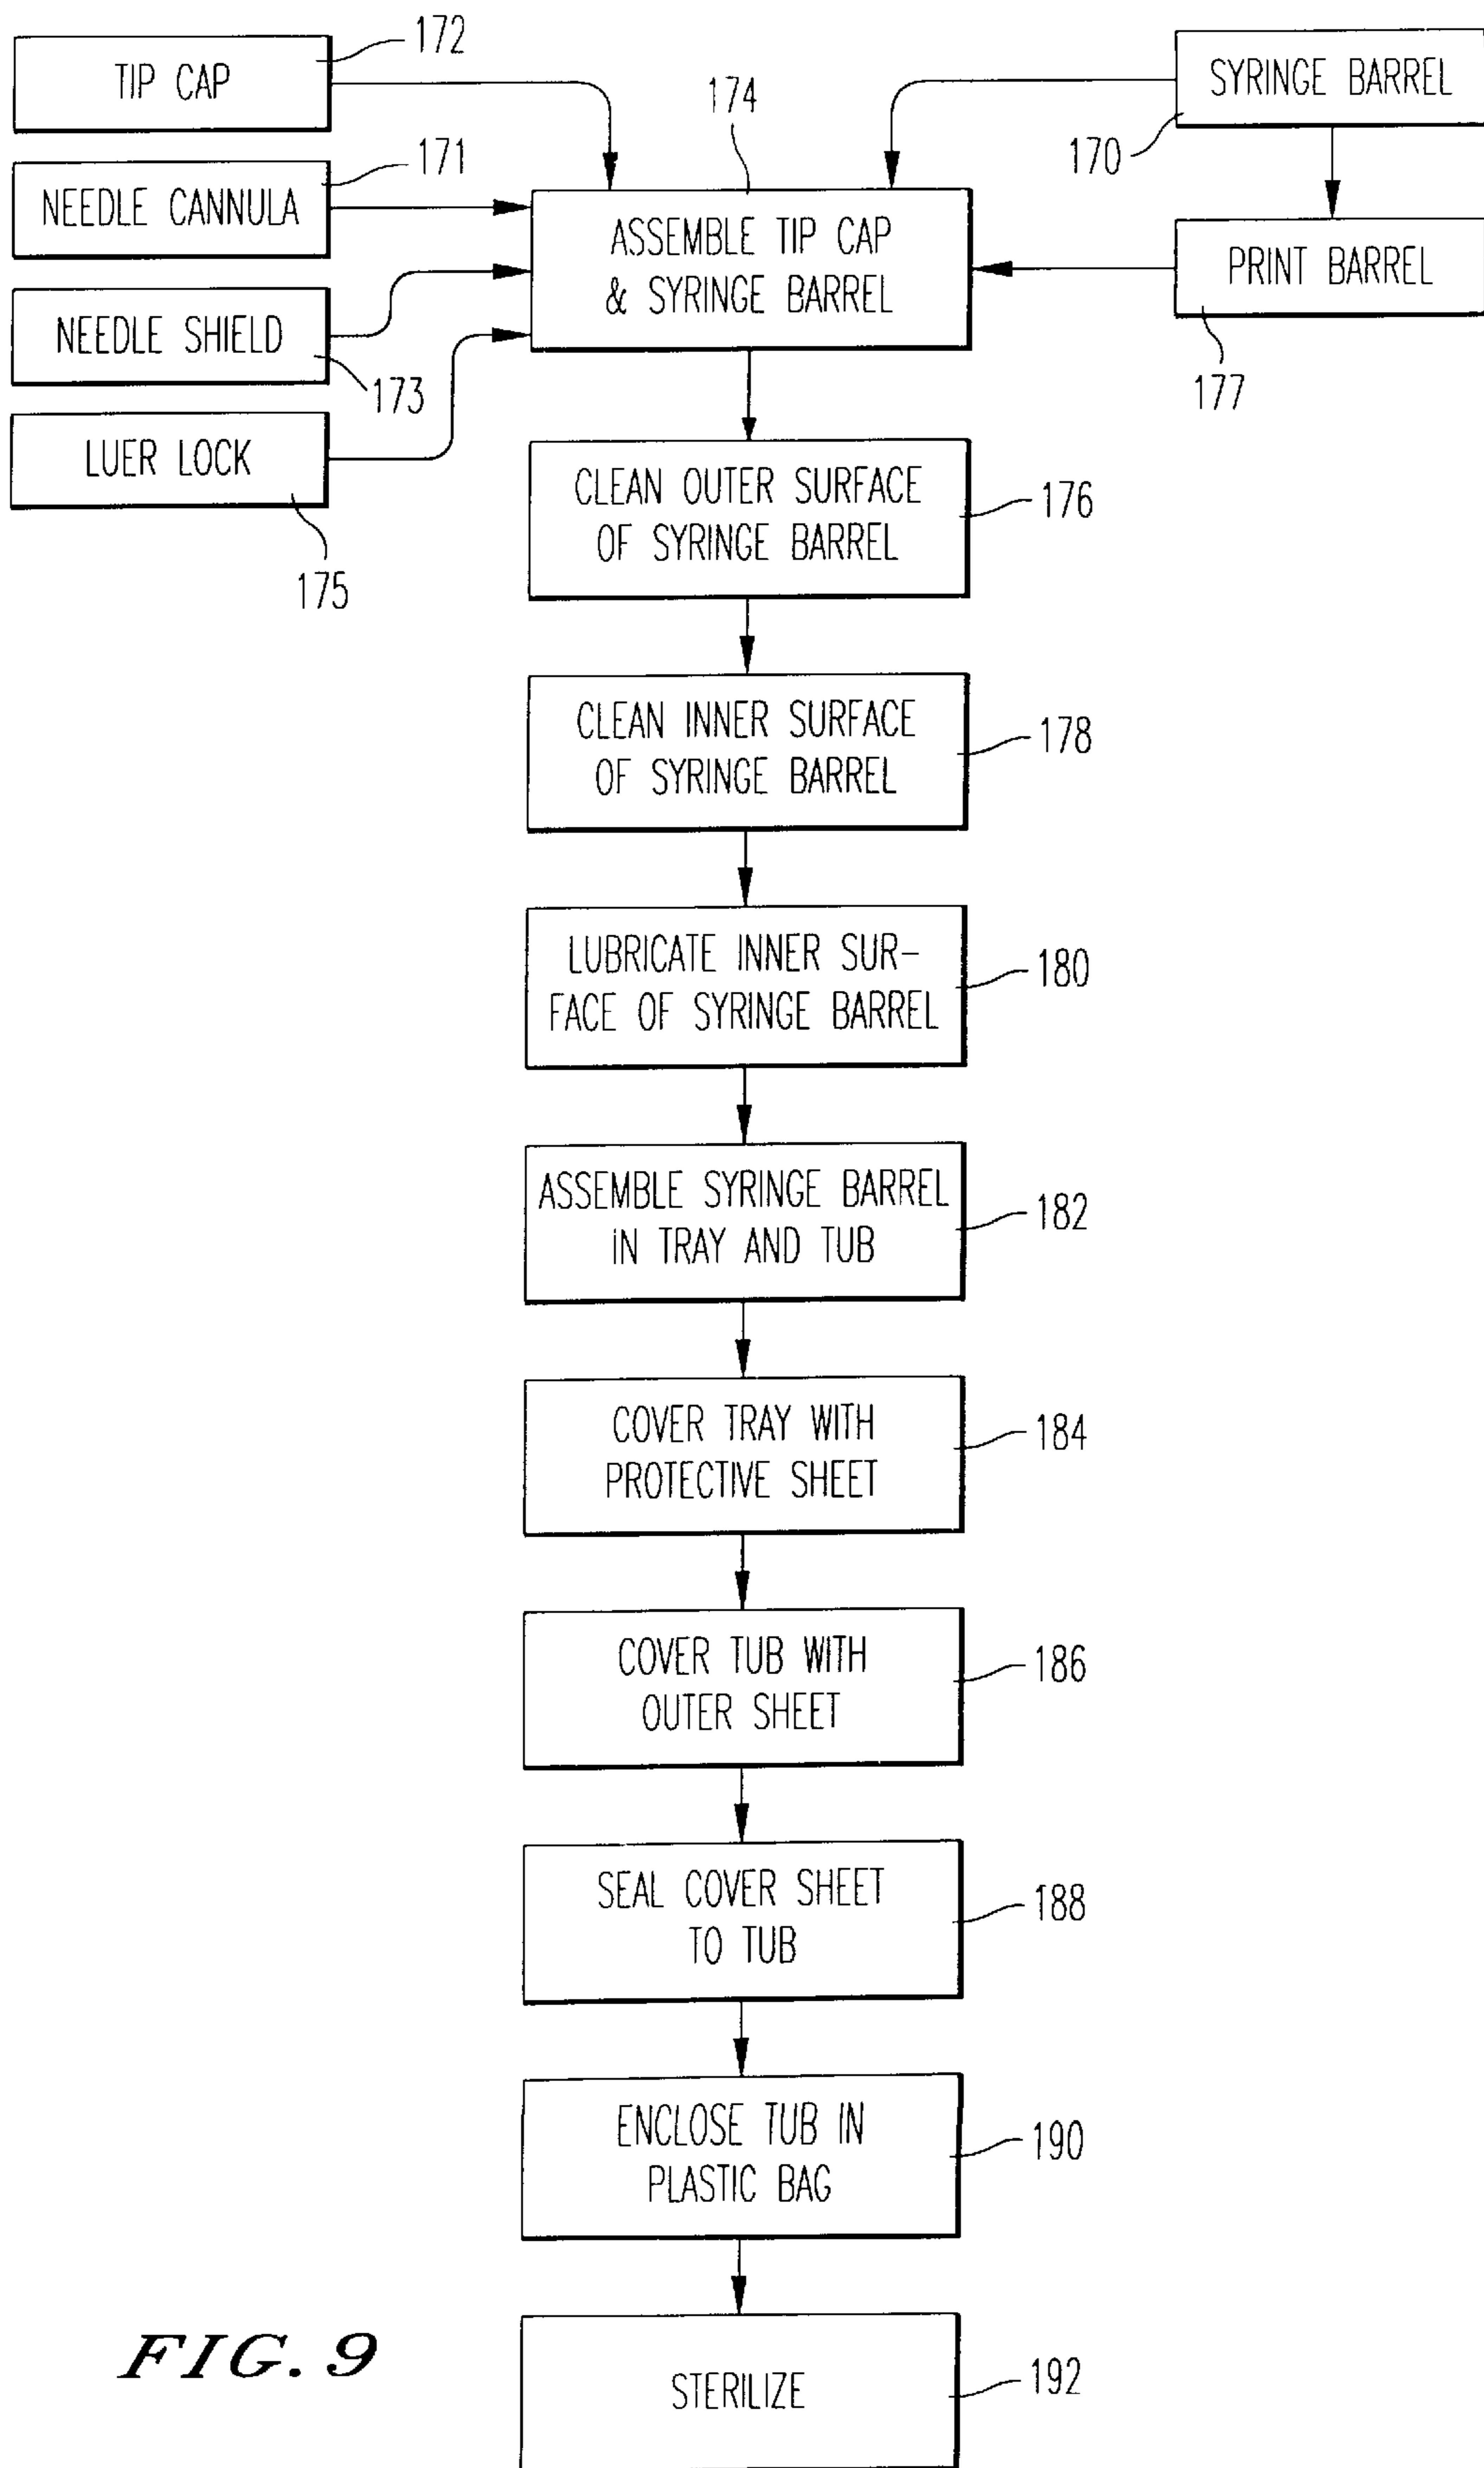 172
TIP CAP
174
SYRINGE BARREL
170
171
NEEDLE CANNULA
ASSEMBLE TIP CAP
& SYRINGE BARREL
PRINT BARREL
177
NEEDLE SHIELD
173
LUER LOCK
175
CLEAN OUTER SURFACE
OF SYRINGE BARREL
176
CLEAN INNER SURFACE
OF SYRINGE BARREL
178
LUBRICATE INNER SUR-
FACE OF SYRINGE BARREL
180
ASSEMBLE SYRINGE BARREL
IN TRAY AND TUB
182
COVER TRAY WITH
PROTECTIVE SHEET
184
COVER TUB WITH
OUTER SHEET
186
SEAL COVER SHEET
TO TUB
188
ENCLOSE TUB IN
PLASTIC BAG
190
STERILIZE
192
FIG. 9